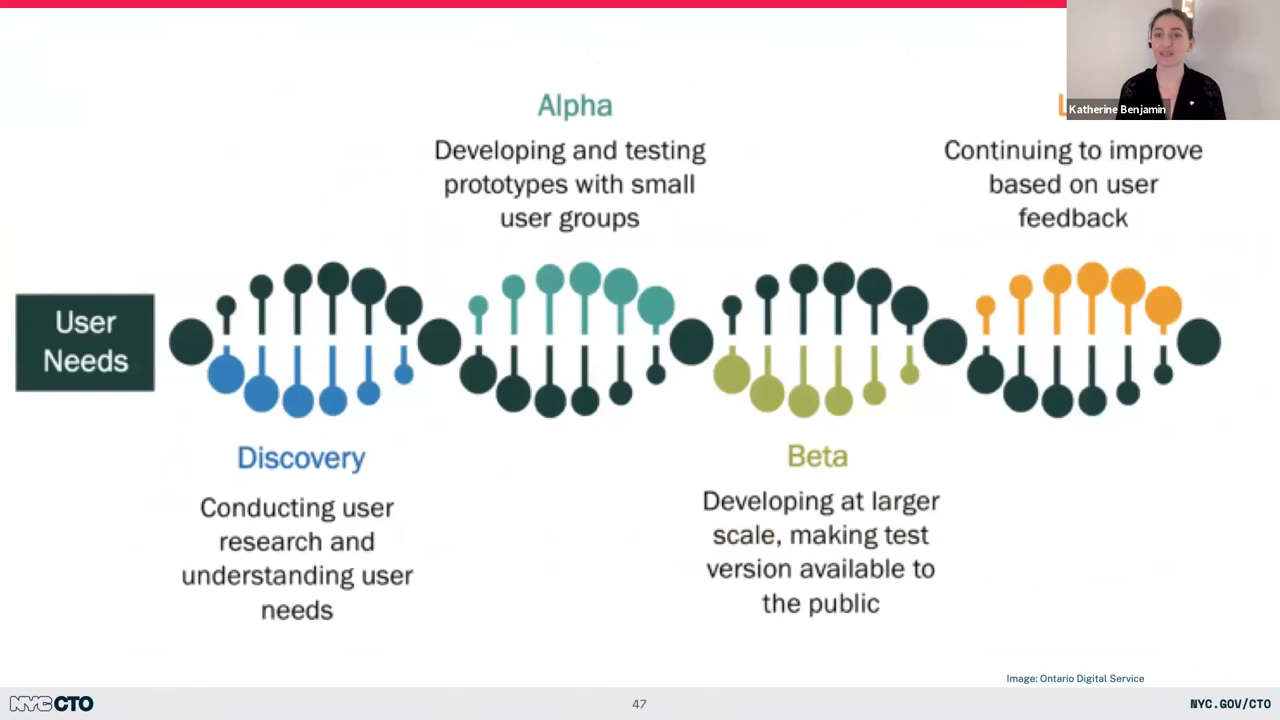 Katherine Benjamin
Alpha
Developing and testing
prototypes with small
user groups
Continuing to improve
based on user
feedback
User
Needs
Discovery
Conducting user
research and
understanding user
needs
Beta
Developing at larger
scale, making test
version available to
the public
Image: Ontario Digital Service
NYC CTO
47
NYC.GOV/CTO